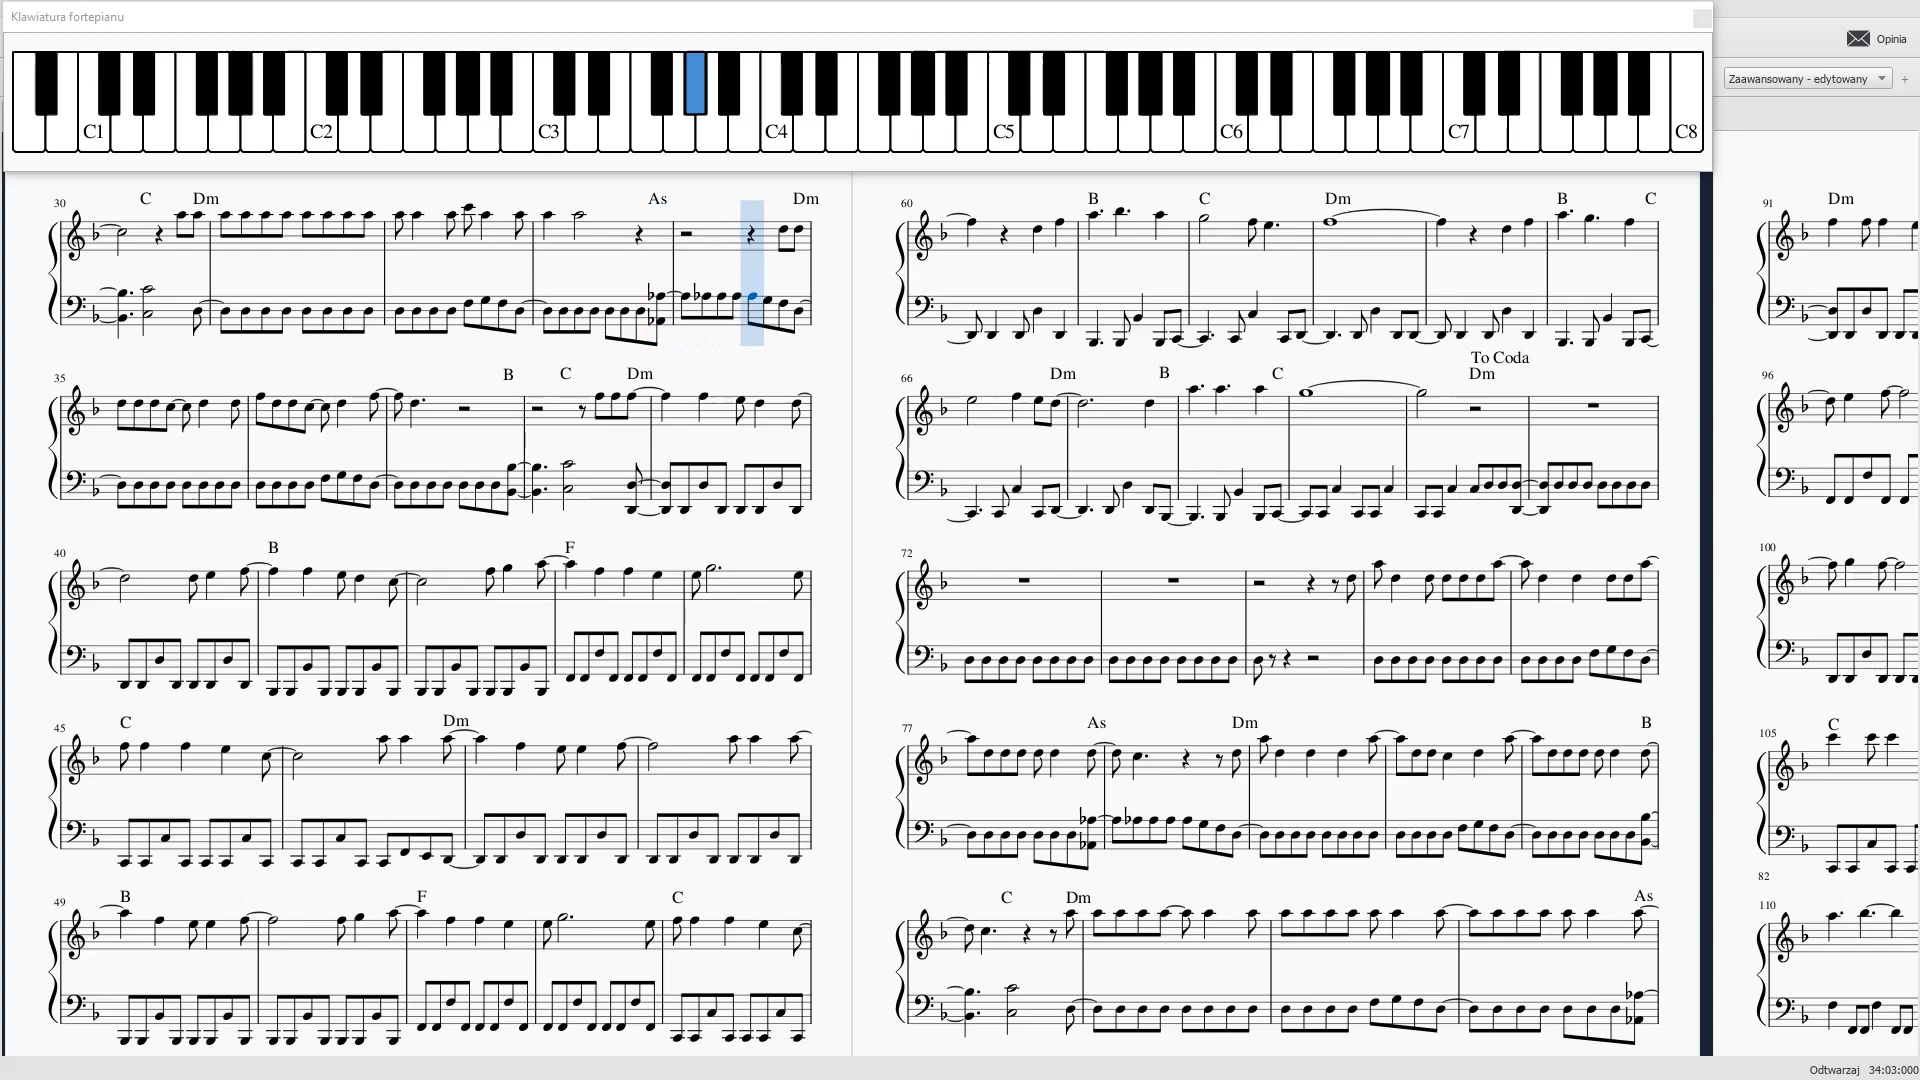 Klawiatura fortepianu
Opinia
Zaawansowany - edytowany
C1 C2 C3 C4 C5 C6 C7 C8
30 C Dm As Dm
35 B C Dm
40 B F
45 C Dm
49 B F C
60 B C Dm B C
To Coda
66 Dm B C Dm
72
77 As Dm B
C Dm As
91 Dm
96
100
105 C
82
110
Odtwarzaj 34:03:000